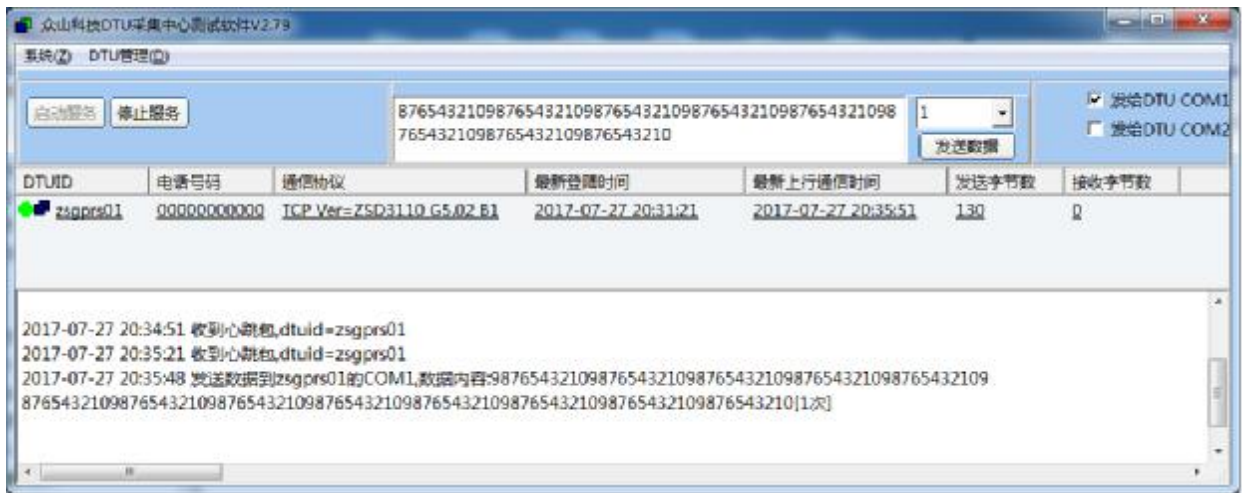 众山科技DTU采集中心测试软件V2.79
系统(Z) DTU管理(D)
启动服务 停止服务
876543210987654321098765432109876543210987654321098
7654321098765432109876543210
1
发送数据
发给DTU COM1
发给DTU COM2
DTUID 电话号码 通信协议 最新登陆时间 最新上行通信时间 发送字节数 接收字节数
zsgprs01 00000000000 TCP Ver=ZSD3110 G5.02 B1 2017-07-27 20:31:21 2017-07-27 20:35:51 130 0
2017-07-27 20:34:51 收到心跳包,dtuid=zsgprs01
2017-07-27 20:35:21 收到心跳包,dtuid=zsgprs01
2017-07-27 20:35:48 发送数据到zsgprs01的COM1,数据内容:987654321098765432109876543210987654321098765432109
8765432109876543210987654321098765432109876543210987654321098765432109876543210[1次]